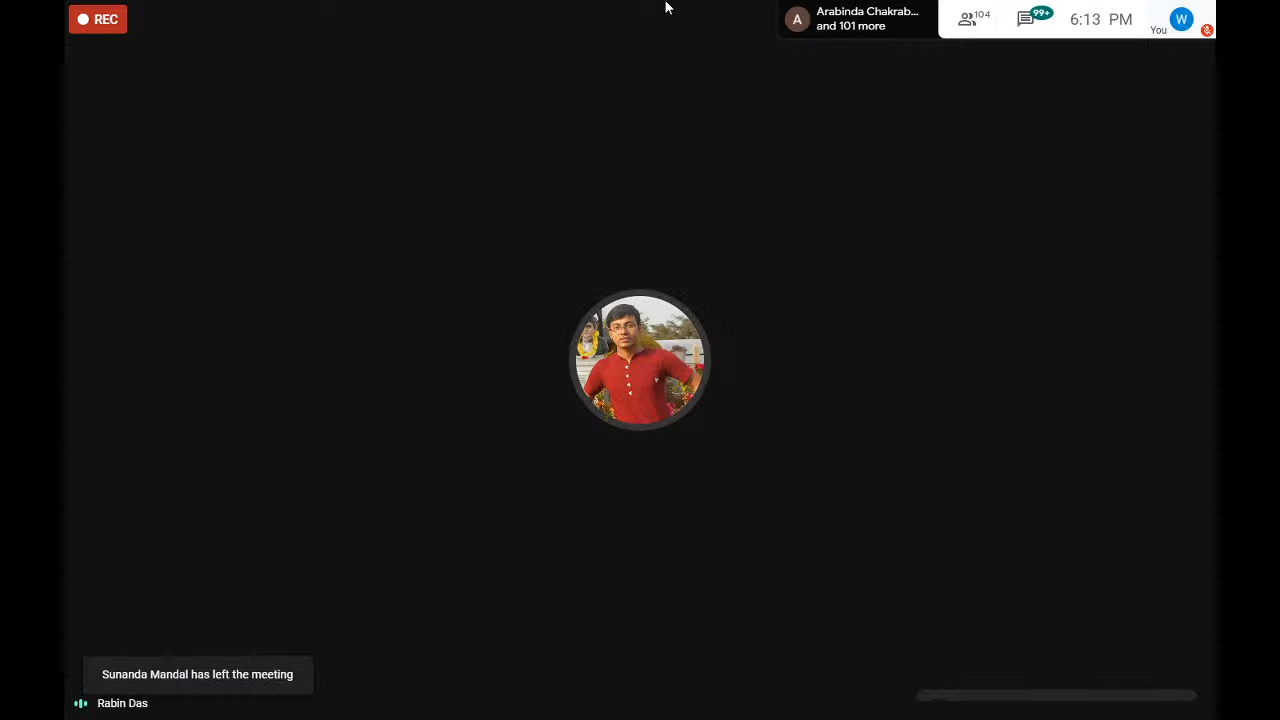 REC
A
Arabinda Chakrab...
and 101 more
104
99+
6:13 PM
You
W
Sunanda Mandal has left the meeting
Rabin Das